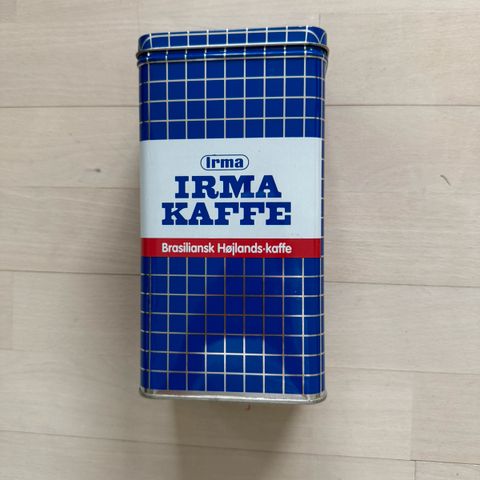 Irma
IRMA
KAFFE
Brasiliansk Højlands-kaffe